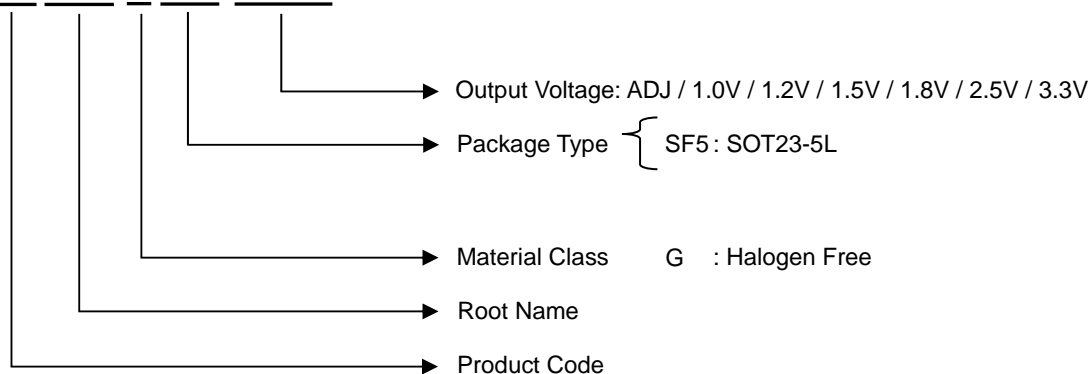 Output Voltage: ADJ / 1.0V / 1.2V / 1.5V / 1.8V / 2.5V / 3.3V
Package Type SF5 : SOT23-5L
Material Class G : Halogen Free
Root Name
Product Code